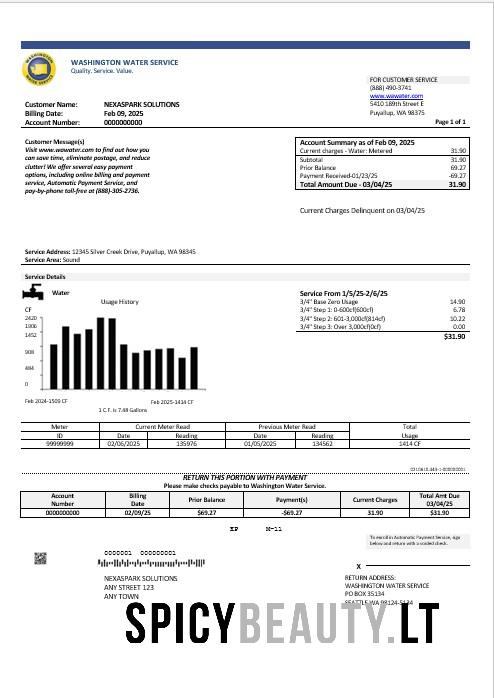 WASHINGTON WATER SERVICE
Quality. Service. Value.
FOR CUSTOMER SERVICE
(888) 490-3741
www.wawater.com
5410 189th Street E
Puyallup, WA 98375
Customer Name: NEXASPARK SOLUTIONS
Billing Date: Feb 09, 2025
Account Number: 0000000000
Page 1 of 1
Customer Message(s)
Visit www.wawater.com to find out how you
can save time, eliminate postage, and reduce
clutter! We offer several easy payment
options, including online billing and payment
service, Automatic Payment Service, and
pay-by-phone toll-free at (888)-305-2736.
Account Summary as of Feb 09, 2025
Current charges - Water: Metered 31.90
Subtotal 31.90
Prior Balance 69.27
Payment Received-01/23/25 -69.27
Total Amount Due - 03/04/25 31.90
Current Charges Delinquent on 03/04/25
Service Address: 12345 Silver Creek Drive, Puyallup, WA 98345
Service Area: Sound
Service Details
Water
Usage History
CF
2420
1906
1452
908
484
0
Feb 2024-1509 CF
Feb 2025-1414 CF
1 C.F. is 7.48 Gallons
Service From 1/5/25-2/6/25
3/4" Base Zero Usage 14.90
3/4" Step 1: 0-600cf(600cf) 6.78
3/4" Step 2: 601-3,000cf(814cf) 10.22
3/4" Step 3: Over 3,000cf(0cf) 0.00
$31.90
Meter Current Meter Read Previous Meter Read Total
ID Date Reading Date Reading Usage
99999999 02/06/2025 135976 01/05/2025 134562 1414 CF
RETURN THIS PORTION WITH PAYMENT
Please make checks payable to Washington Water Service.
Account Number Billing Date Prior Balance Payment(s) Current Charges Total Amt Due 03/04/25
0000000000 02/09/25 $69.27 -$69.27 31.90 $31.90
To enroll in Automatic Payment Service, sign
below and return with a voided check.
X
NEXASPARK SOLUTIONS
ANY STREET 123
ANY TOWN
RETURN ADDRESS:
WASHINGTON WATER SERVICE
PO BOX 35134
SEATTLE WA 98124-5134
SPICYBEAUTY.LT